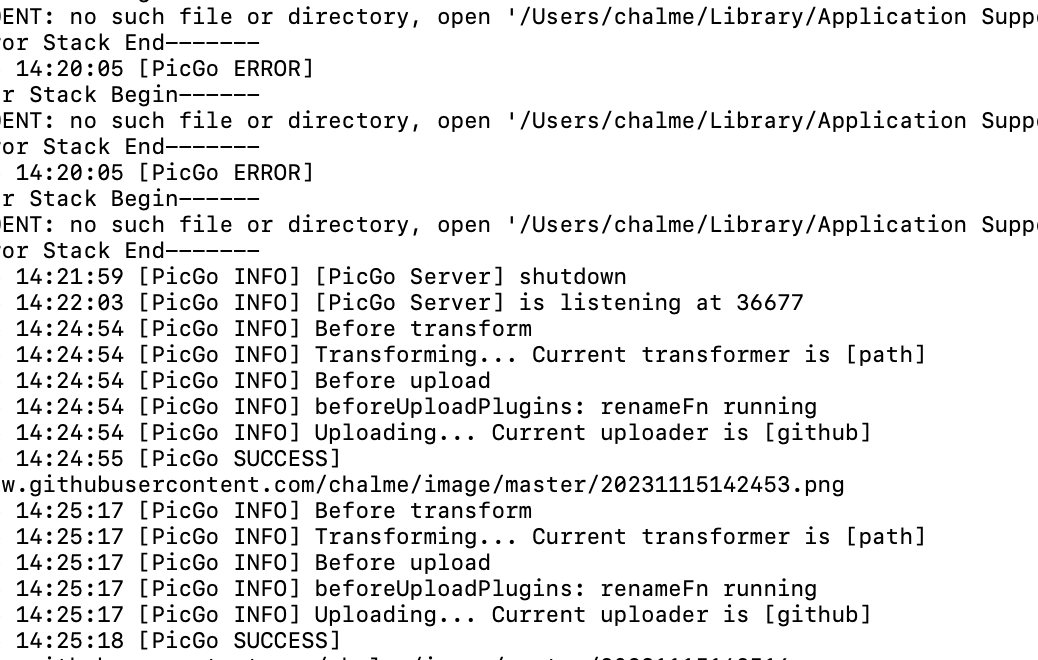 DENT: no such file or directory, open '/Users/chalme/Library/Application Supp
or Stack End-------
14:20:05 [PicGo ERROR]
r Stack Begin------
DENT: no such file or directory, open '/Users/chalme/Library/Application Supp
or Stack End-------
14:20:05 [PicGo ERROR]
r Stack Begin------
DENT: no such file or directory, open '/Users/chalme/Library/Application Supp
or Stack End-------
14:21:59 [PicGo INFO] [PicGo Server] shutdown
14:22:03 [PicGo INFO] [PicGo Server] is listening at 36677
14:24:54 [PicGo INFO] Before transform
14:24:54 [PicGo INFO] Transforming... Current transformer is [path]
14:24:54 [PicGo INFO] Before upload
14:24:54 [PicGo INFO] beforeUploadPlugins: renameFn running
14:24:54 [PicGo INFO] Uploading... Current uploader is [github]
14:24:55 [PicGo SUCCESS]
w.githubusercontent.com/chalme/image/master/20231115142453.png
14:25:17 [PicGo INFO] Before transform
14:25:17 [PicGo INFO] Transforming... Current transformer is [path]
14:25:17 [PicGo INFO] Before upload
14:25:17 [PicGo INFO] beforeUploadPlugins: renameFn running
14:25:17 [PicGo INFO] Uploading... Current uploader is [github]
14:25:18 [PicGo SUCCESS]